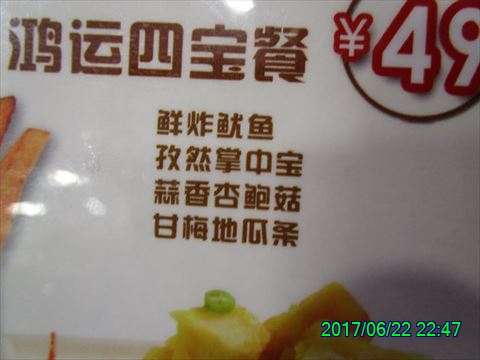 鸿运四宝餐
¥49
鲜炸鱿鱼
孜然掌中宝
蒜香杏鲍菇
甘梅地瓜条
2017/06/22 22:47